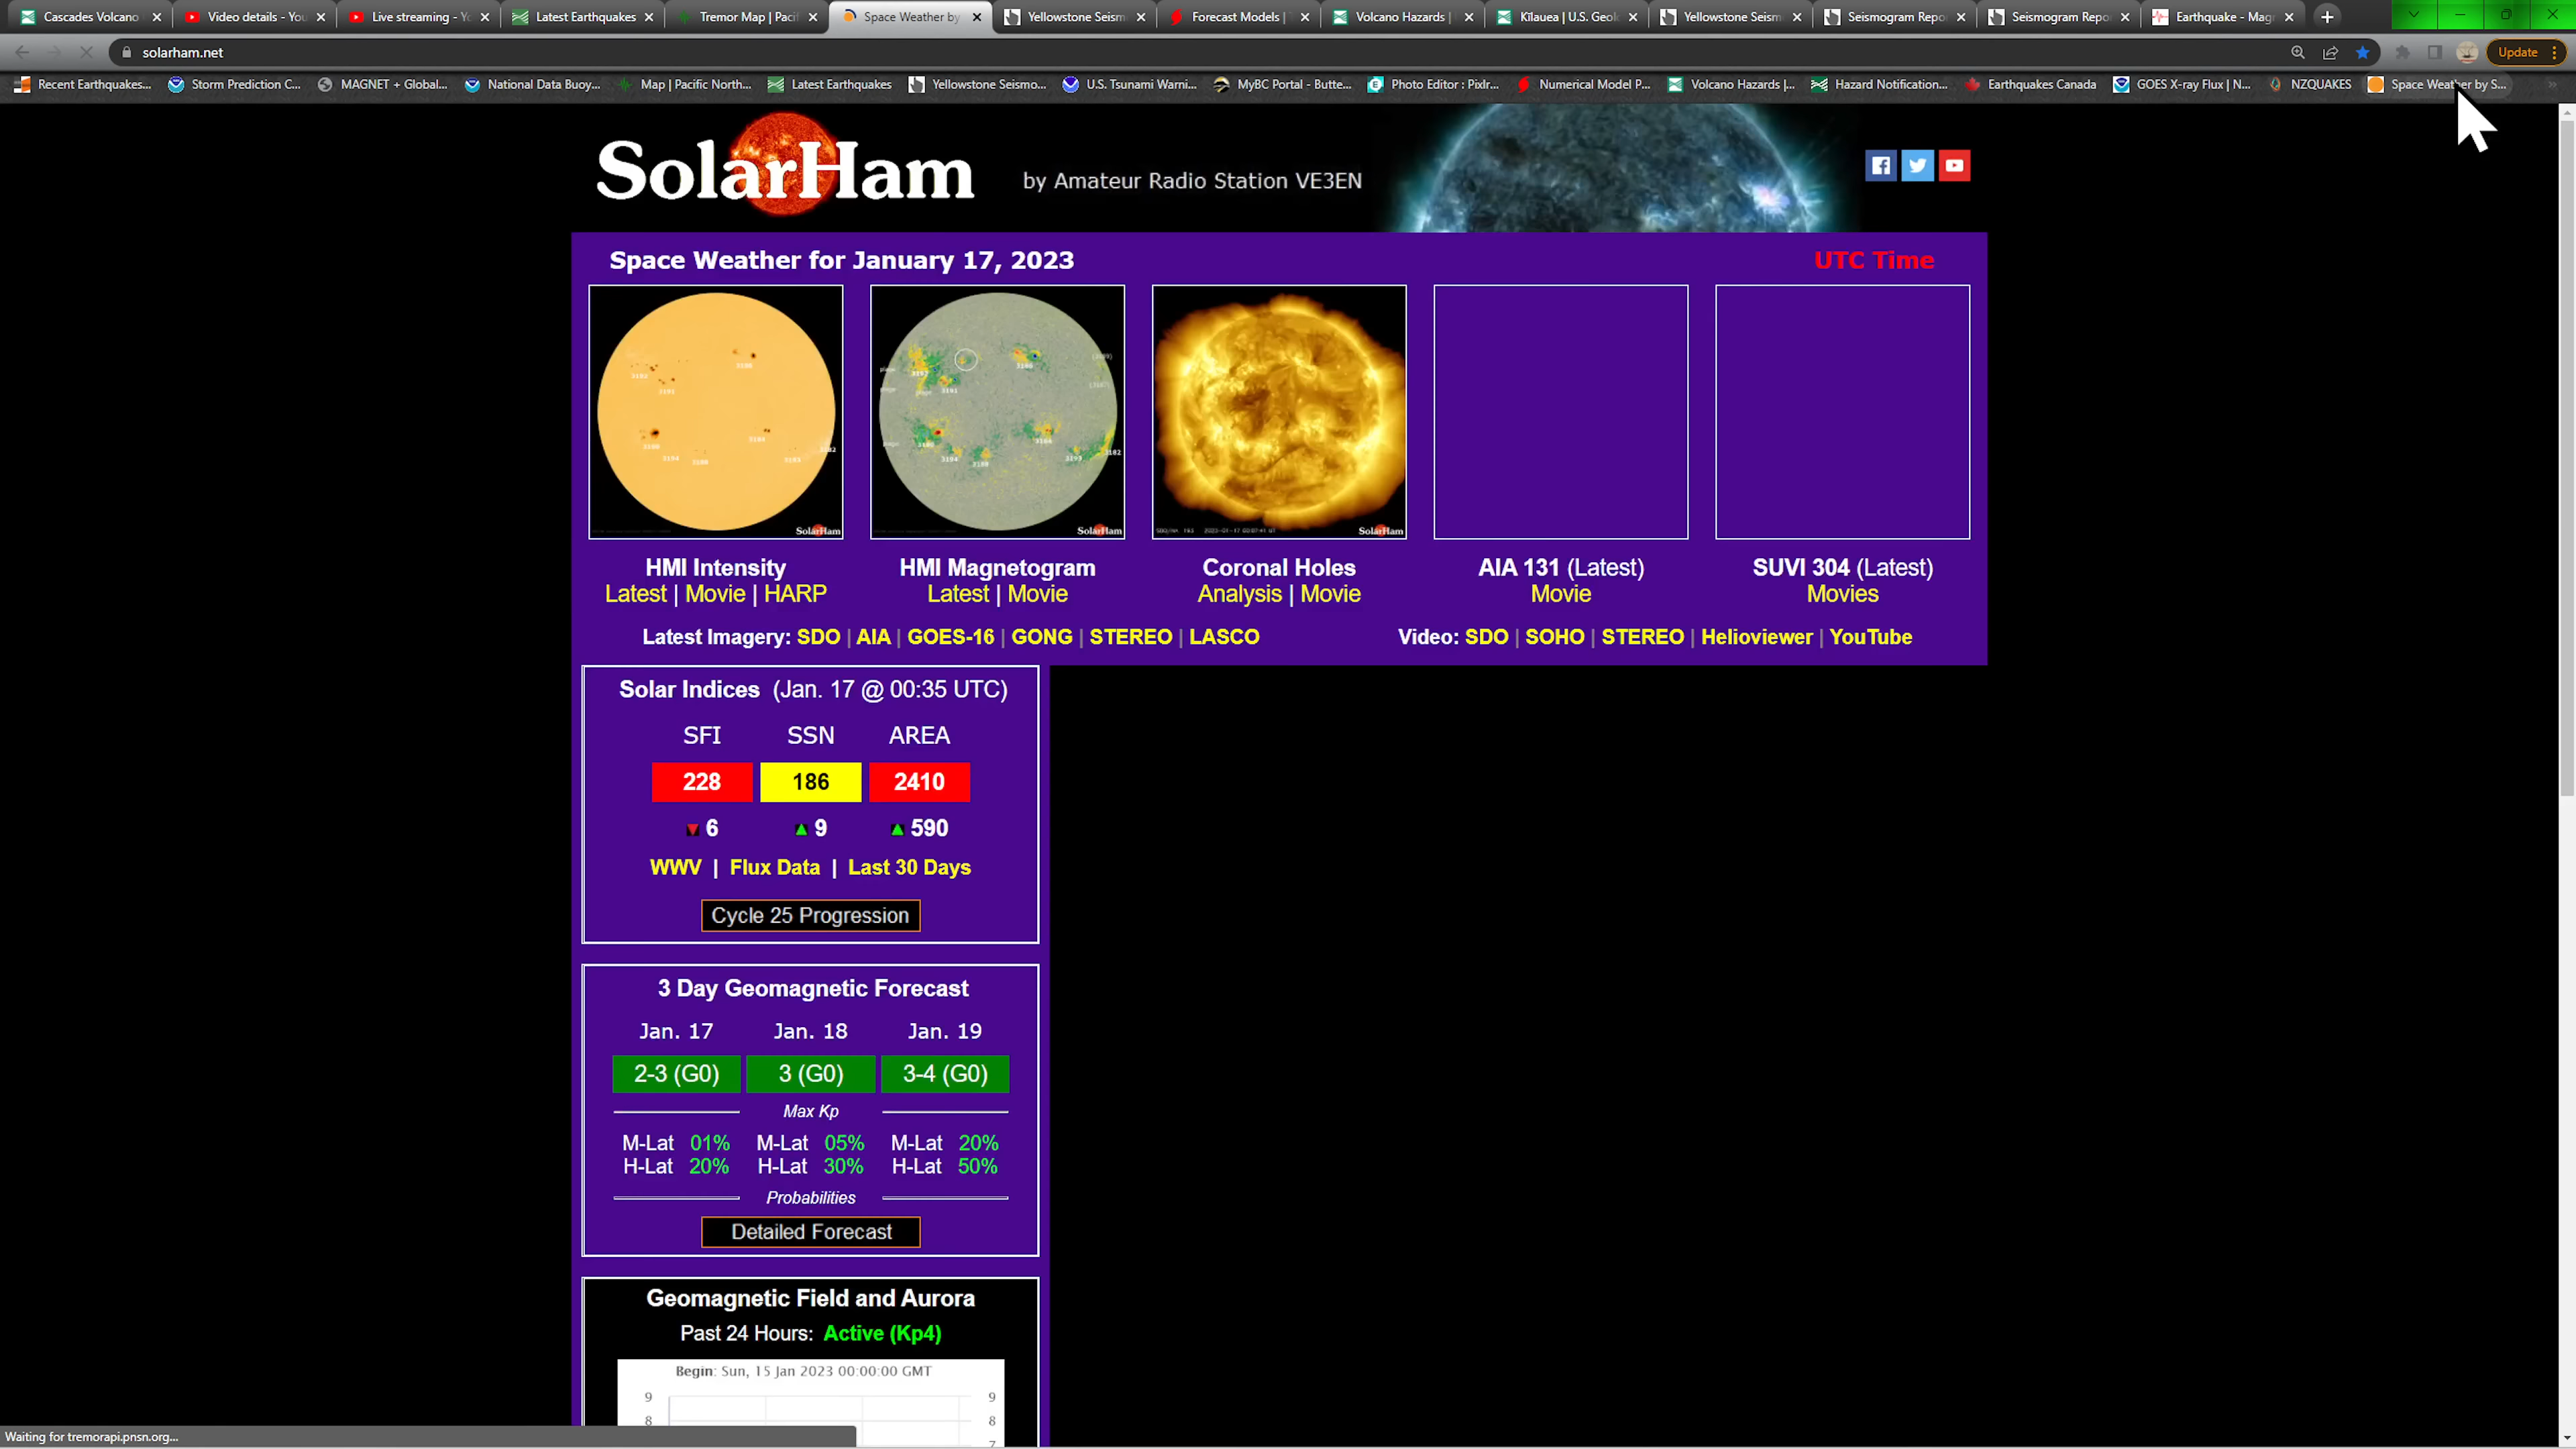 Cascades Volcano
Video details - You
Live streaming - Yo
Latest Earthquakes
Tremor Map | Pacif
Space Weather by
Yellowstone Seism
Forecast Models |
Volcano Hazards |
Kīlauea | U.S. Geol
Yellowstone Seism
Seismogram Repo
Seismogram Repo
Earthquake - Mag
solarham.net
Update
Recent Earthquakes...
Storm Prediction C...
MAGNET + Global...
National Data Buoy...
Map | Pacific North...
Latest Earthquakes
Yellowstone Seismo...
U.S. Tsunami Warni...
MyBC Portal - Butte...
Photo Editor : Pixlr...
Numerical Model P...
Volcano Hazards |...
Hazard Notification...
Earthquakes Canada
GOES X-ray Flux | N...
NZQUAKES
Space Weather by S...
SolarHam
by Amateur Radio Station VE3EN
Space Weather for January 17, 2023
UTC Time
SolarHam
SolarHam
SolarHam
HMI Intensity
Latest | Movie | HARP
HMI Magnetogram
Latest | Movie
Coronal Holes
Analysis | Movie
AIA 131 (Latest)
Movie
SUVI 304 (Latest)
Movies
Latest Imagery: SDO | AIA | GOES-16 | GONG | STEREO | LASCO
Video: SDO | SOHO | STEREO | Helioviewer | YouTube
Solar Indices (Jan. 17 @ 00:35 UTC)
SFI SSN AREA
228 186 2410
6 9 590
WWV | Flux Data | Last 30 Days
Cycle 25 Progression
3 Day Geomagnetic Forecast
Jan. 17 Jan. 18 Jan. 19
2-3 (G0) 3 (G0) 3-4 (G0)
Max Kp
M-Lat 01% M-Lat 05% M-Lat 20%
H-Lat 20% H-Lat 30% H-Lat 50%
Probabilities
Detailed Forecast
Geomagnetic Field and Aurora
Past 24 Hours: Active (Kp4)
Begin: Sun, 15 Jan 2023 00:00:00 GMT
9 9
8 8
7
Waiting for tremorapi.pnsn.org...